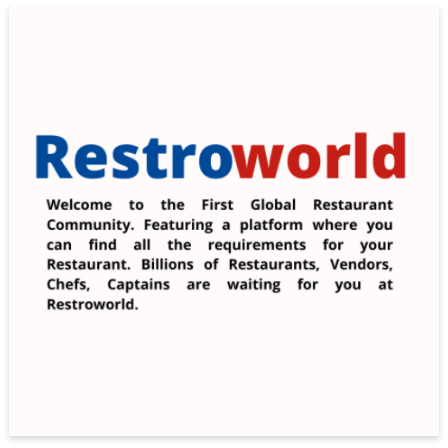 Restroworld
Welcome to the First Global Restaurant
Community. Featuring a platform where you
can find all the requirements for your
Restaurant. Billions of Restaurants, Vendors,
Chefs, Captains are waiting for you at
Restroworld.